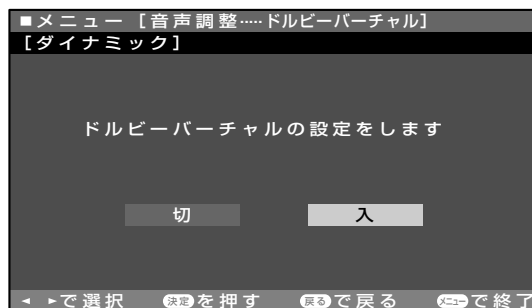 ■メニュー [音声調整‥‥‥ドルビーバーチャル]
[ダイナミック]
ドルビーバーチャルの設定をします
切 入
◄ ►で選択 決定を押す 戻るで戻る メニューで終了